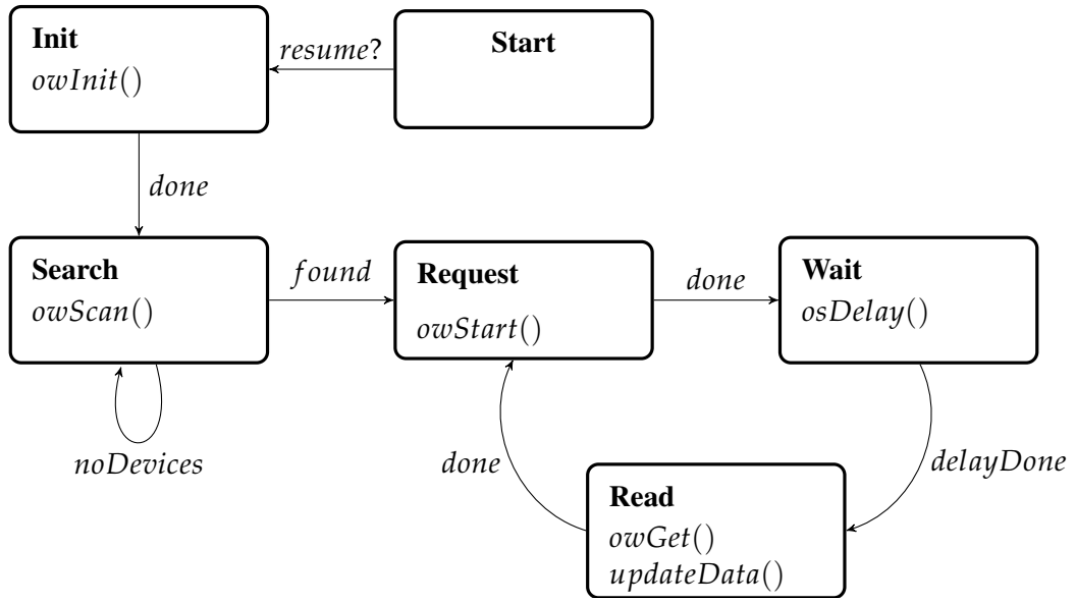 Init
owInit()
resume?
Start
done
Search
owScan()
found
Request
owStart()
done
Wait
osDelay()
noDevices
done
delayDone
Read
owGet()
updateData()